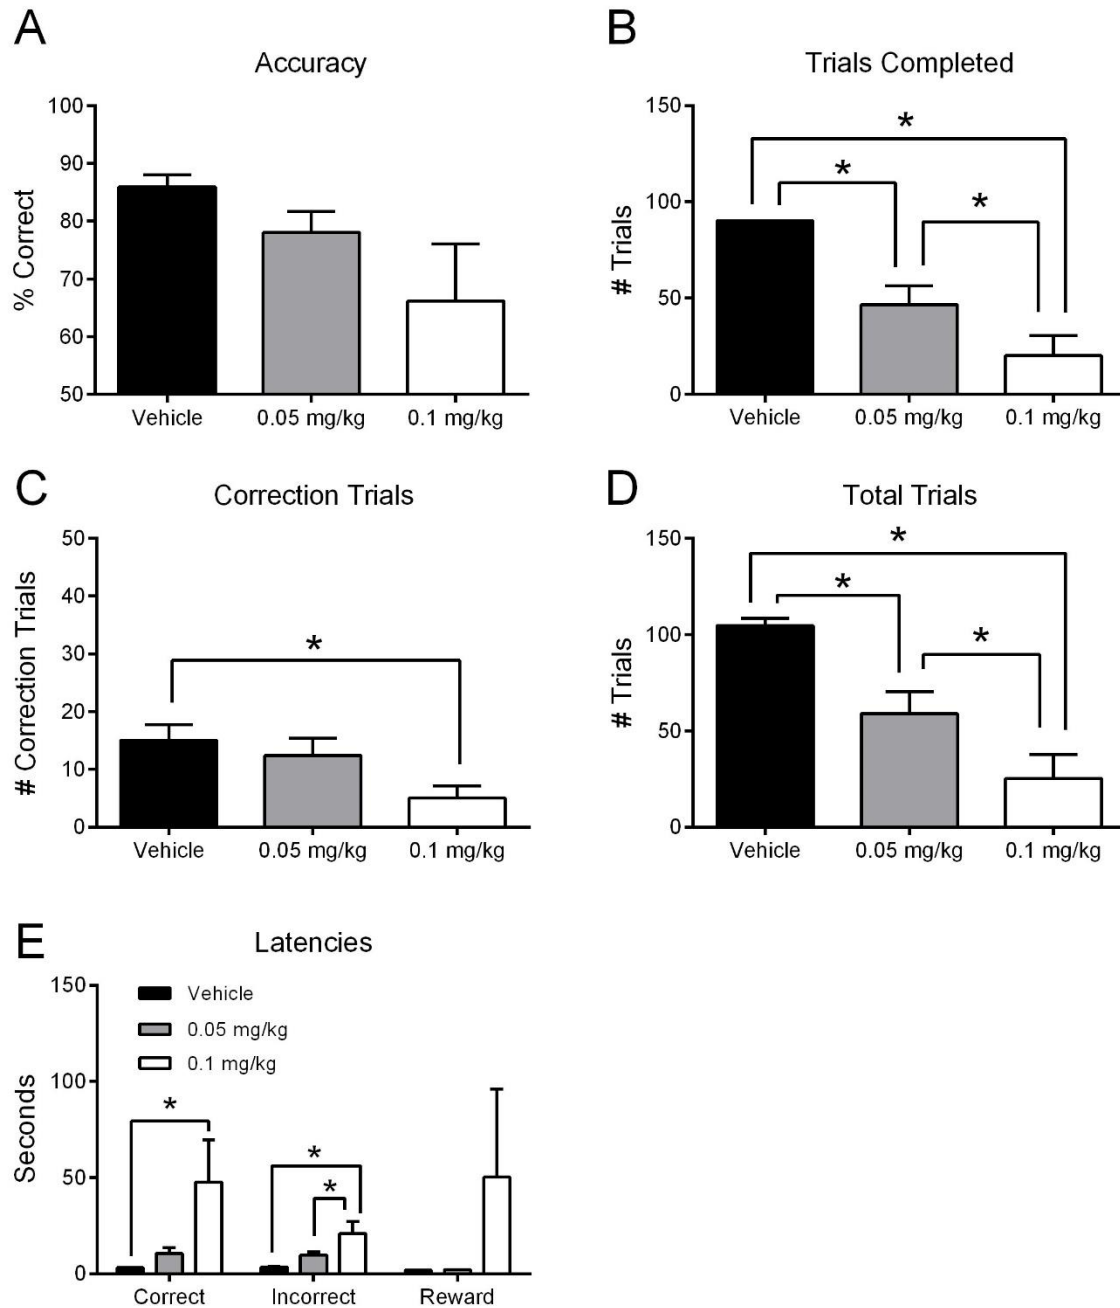 A
Accuracy
% Correct
100
90
80
70
60
50
Vehicle
0.05 mg/kg
0.1 mg/kg
B
Trials Completed
# Trials
150
100
50
0
*
*
*
Vehicle
0.05 mg/kg
0.1 mg/kg
C
Correction Trials
# Correction Trials
50
40
30
20
10
0
*
Vehicle
0.05 mg/kg
0.1 mg/kg
D
Total Trials
# Trials
150
100
50
0
*
*
*
Vehicle
0.05 mg/kg
0.1 mg/kg
E
Latencies
Seconds
150
100
50
0
Vehicle
0.05 mg/kg
0.1 mg/kg
*
*
*
Correct
Incorrect
Reward